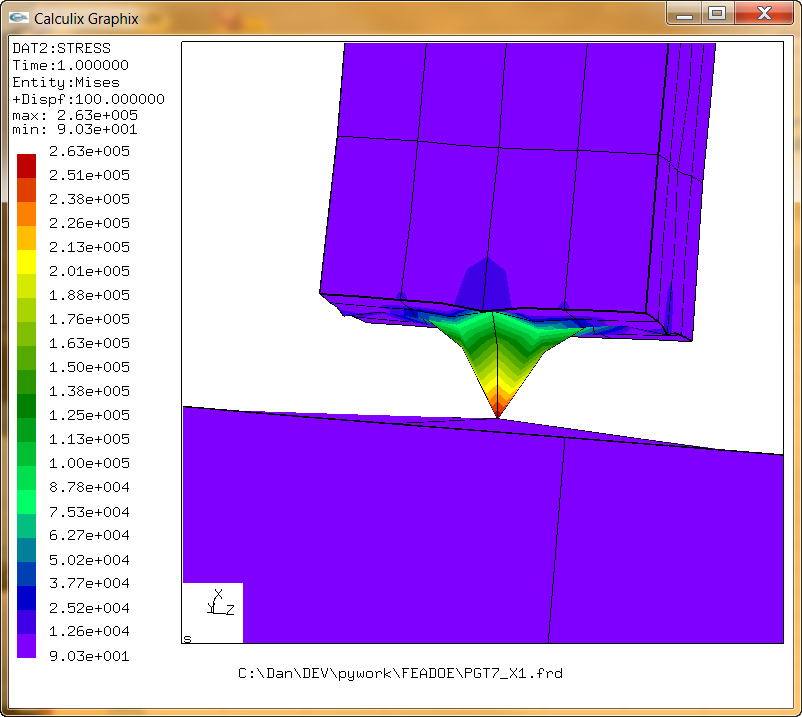 Calculix Graphix
DAT2:STRESS
Time:1.000000
Entity:Mises
+Dispf:100.000000
max: 2.63e+005
min: 9.03e+001
2.63e+005
2.51e+005
2.38e+005
2.26e+005
2.13e+005
2.01e+005
1.88e+005
1.76e+005
1.63e+005
1.50e+005
1.38e+005
1.25e+005
1.13e+005
1.00e+005
8.78e+004
7.53e+004
6.27e+004
5.02e+004
3.77e+004
2.52e+004
1.26e+004
9.03e+001
X
Y Z
s
C:\Dan\DEV\pywork\FEADOE\PGT7_X1.frd